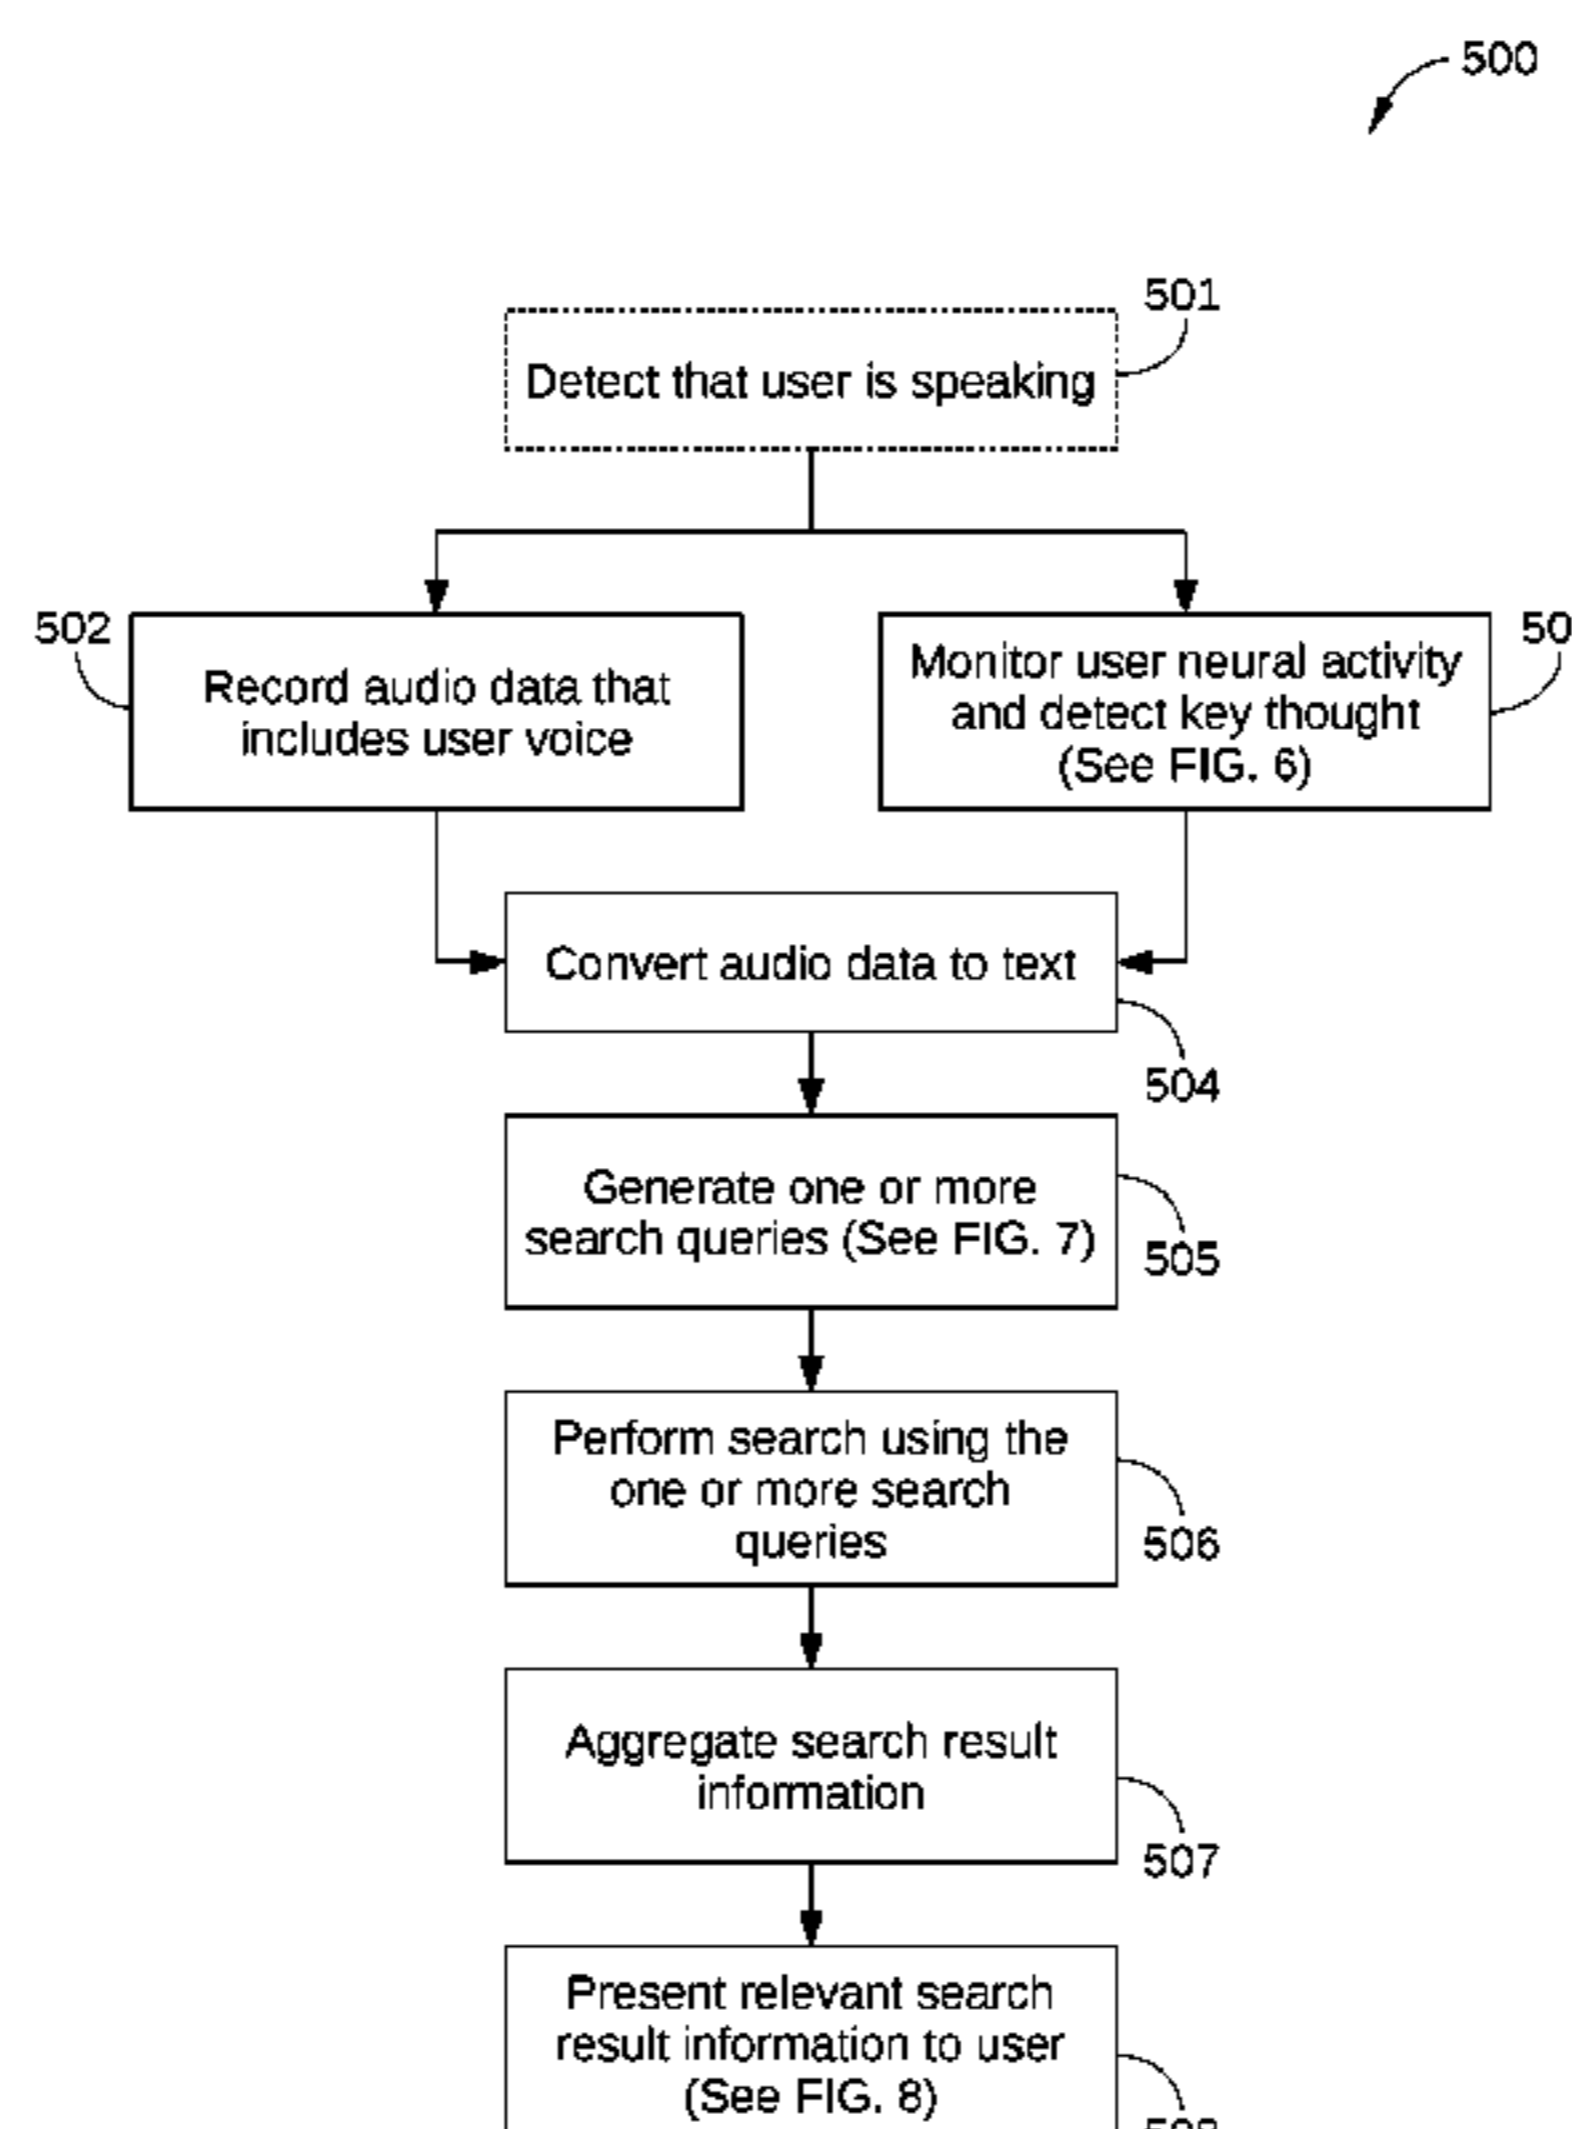 500
501
Detect that user is speaking
502
Record audio data that
includes user voice
50
Monitor user neural activity
and detect key thought
(See FIG. 6)
Convert audio data to text
504
Generate one or more
search queries (See FIG. 7)
505
Perform search using the
one or more search
queries
506
Aggregate search result
information
507
Present relevant search
result information to user
(See FIG. 8)